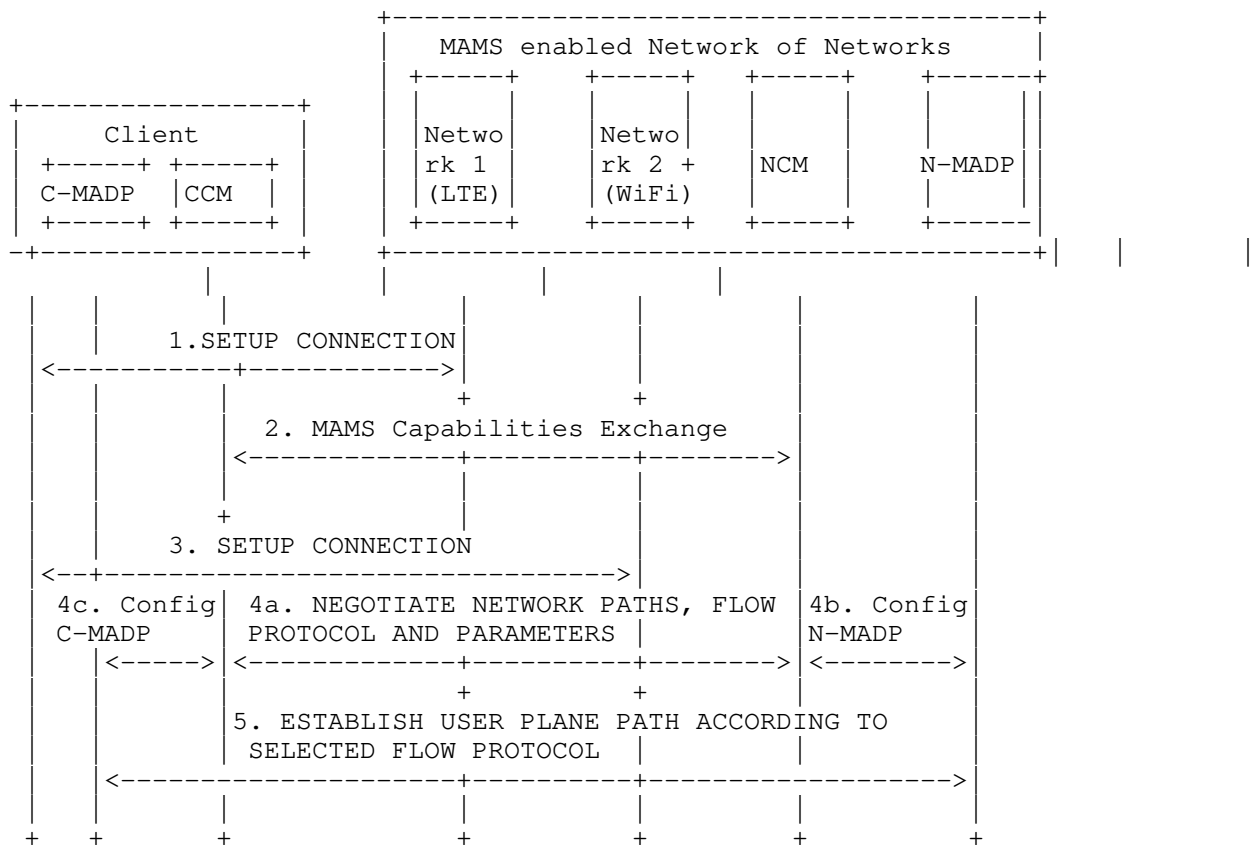 MAMS enabled Network of Networks
Client
Netwo Netwo
rk 1 rk 2 + NCM N-MADP
C-MADP CCM (LTE) (WiFi)
1.SETUP CONNECTION
2. MAMS Capabilities Exchange
3. SETUP CONNECTION
4c. Config 4a. NEGOTIATE NETWORK PATHS, FLOW 4b. Config
C-MADP PROTOCOL AND PARAMETERS N-MADP
5. ESTABLISH USER PLANE PATH ACCORDING TO
SELECTED FLOW PROTOCOL